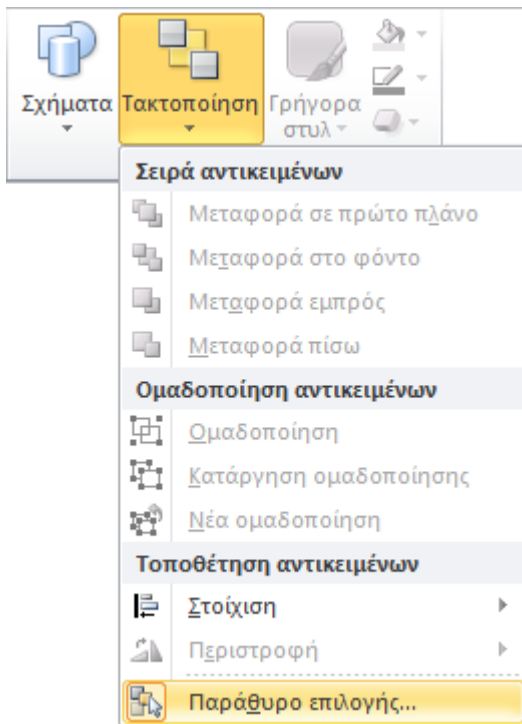 Σχήματα Τακτοποίηση Γρήγορα
στυλ
Σειρά αντικειμένων
Μεταφορά σε πρώτο πλάνο
Μεταφορά στο φόντο
Μεταφορά εμπρός
Μεταφορά πίσω
Ομαδοποίηση αντικειμένων
Ομαδοποίηση
Κατάργηση ομαδοποίησης
Νέα ομαδοποίηση
Τοποθέτηση αντικειμένων
Στοίχιση
Περιστροφή
Παράθυρο επιλογής...